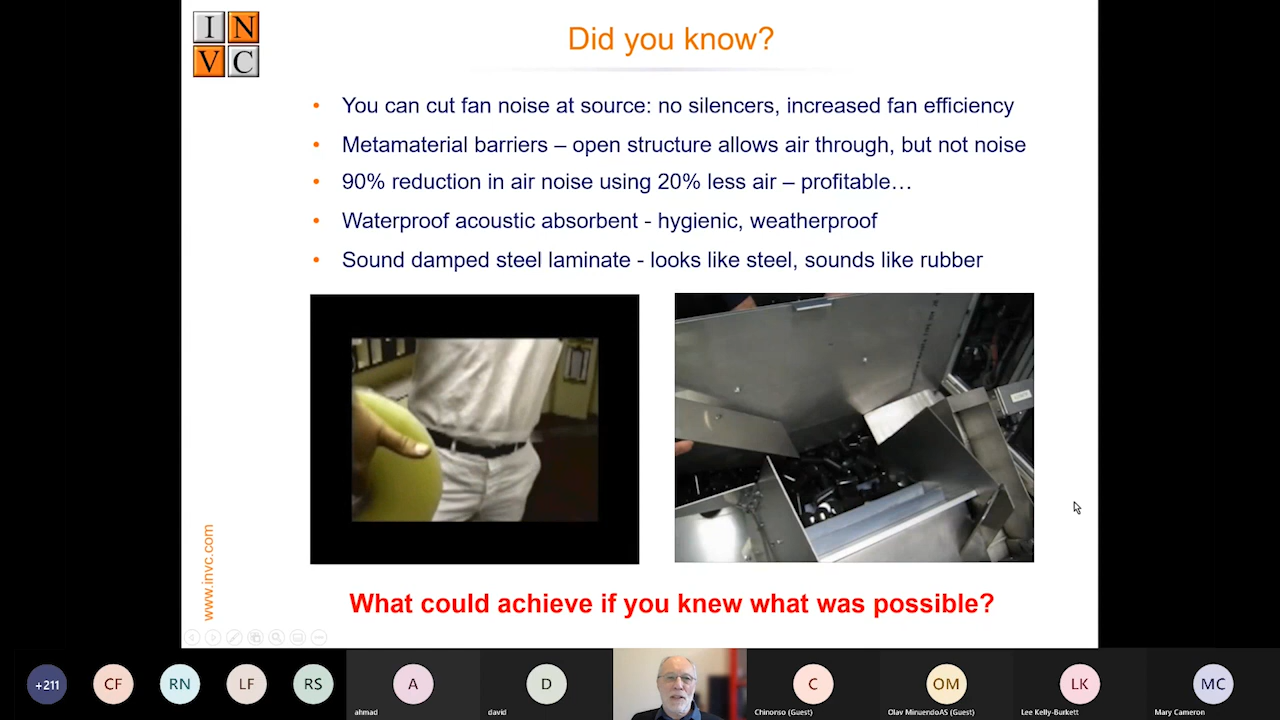 I N
V C
Did you know?
• You can cut fan noise at source: no silencers, increased fan efficiency
• Metamaterial barriers – open structure allows air through, but not noise
• 90% reduction in air noise using 20% less air – profitable…
• Waterproof acoustic absorbent - hygienic, weatherproof
• Sound damped steel laminate - looks like steel, sounds like rubber
www.invc.com
What could achieve if you knew what was possible?
+211
CF
RN
LF
RS
A
ahmad
D
david
C
Chinonso (Guest)
OM
Olav MinuendoAS (Guest)
LK
Lee Kelly-Burkett
MC
Mary Cameron